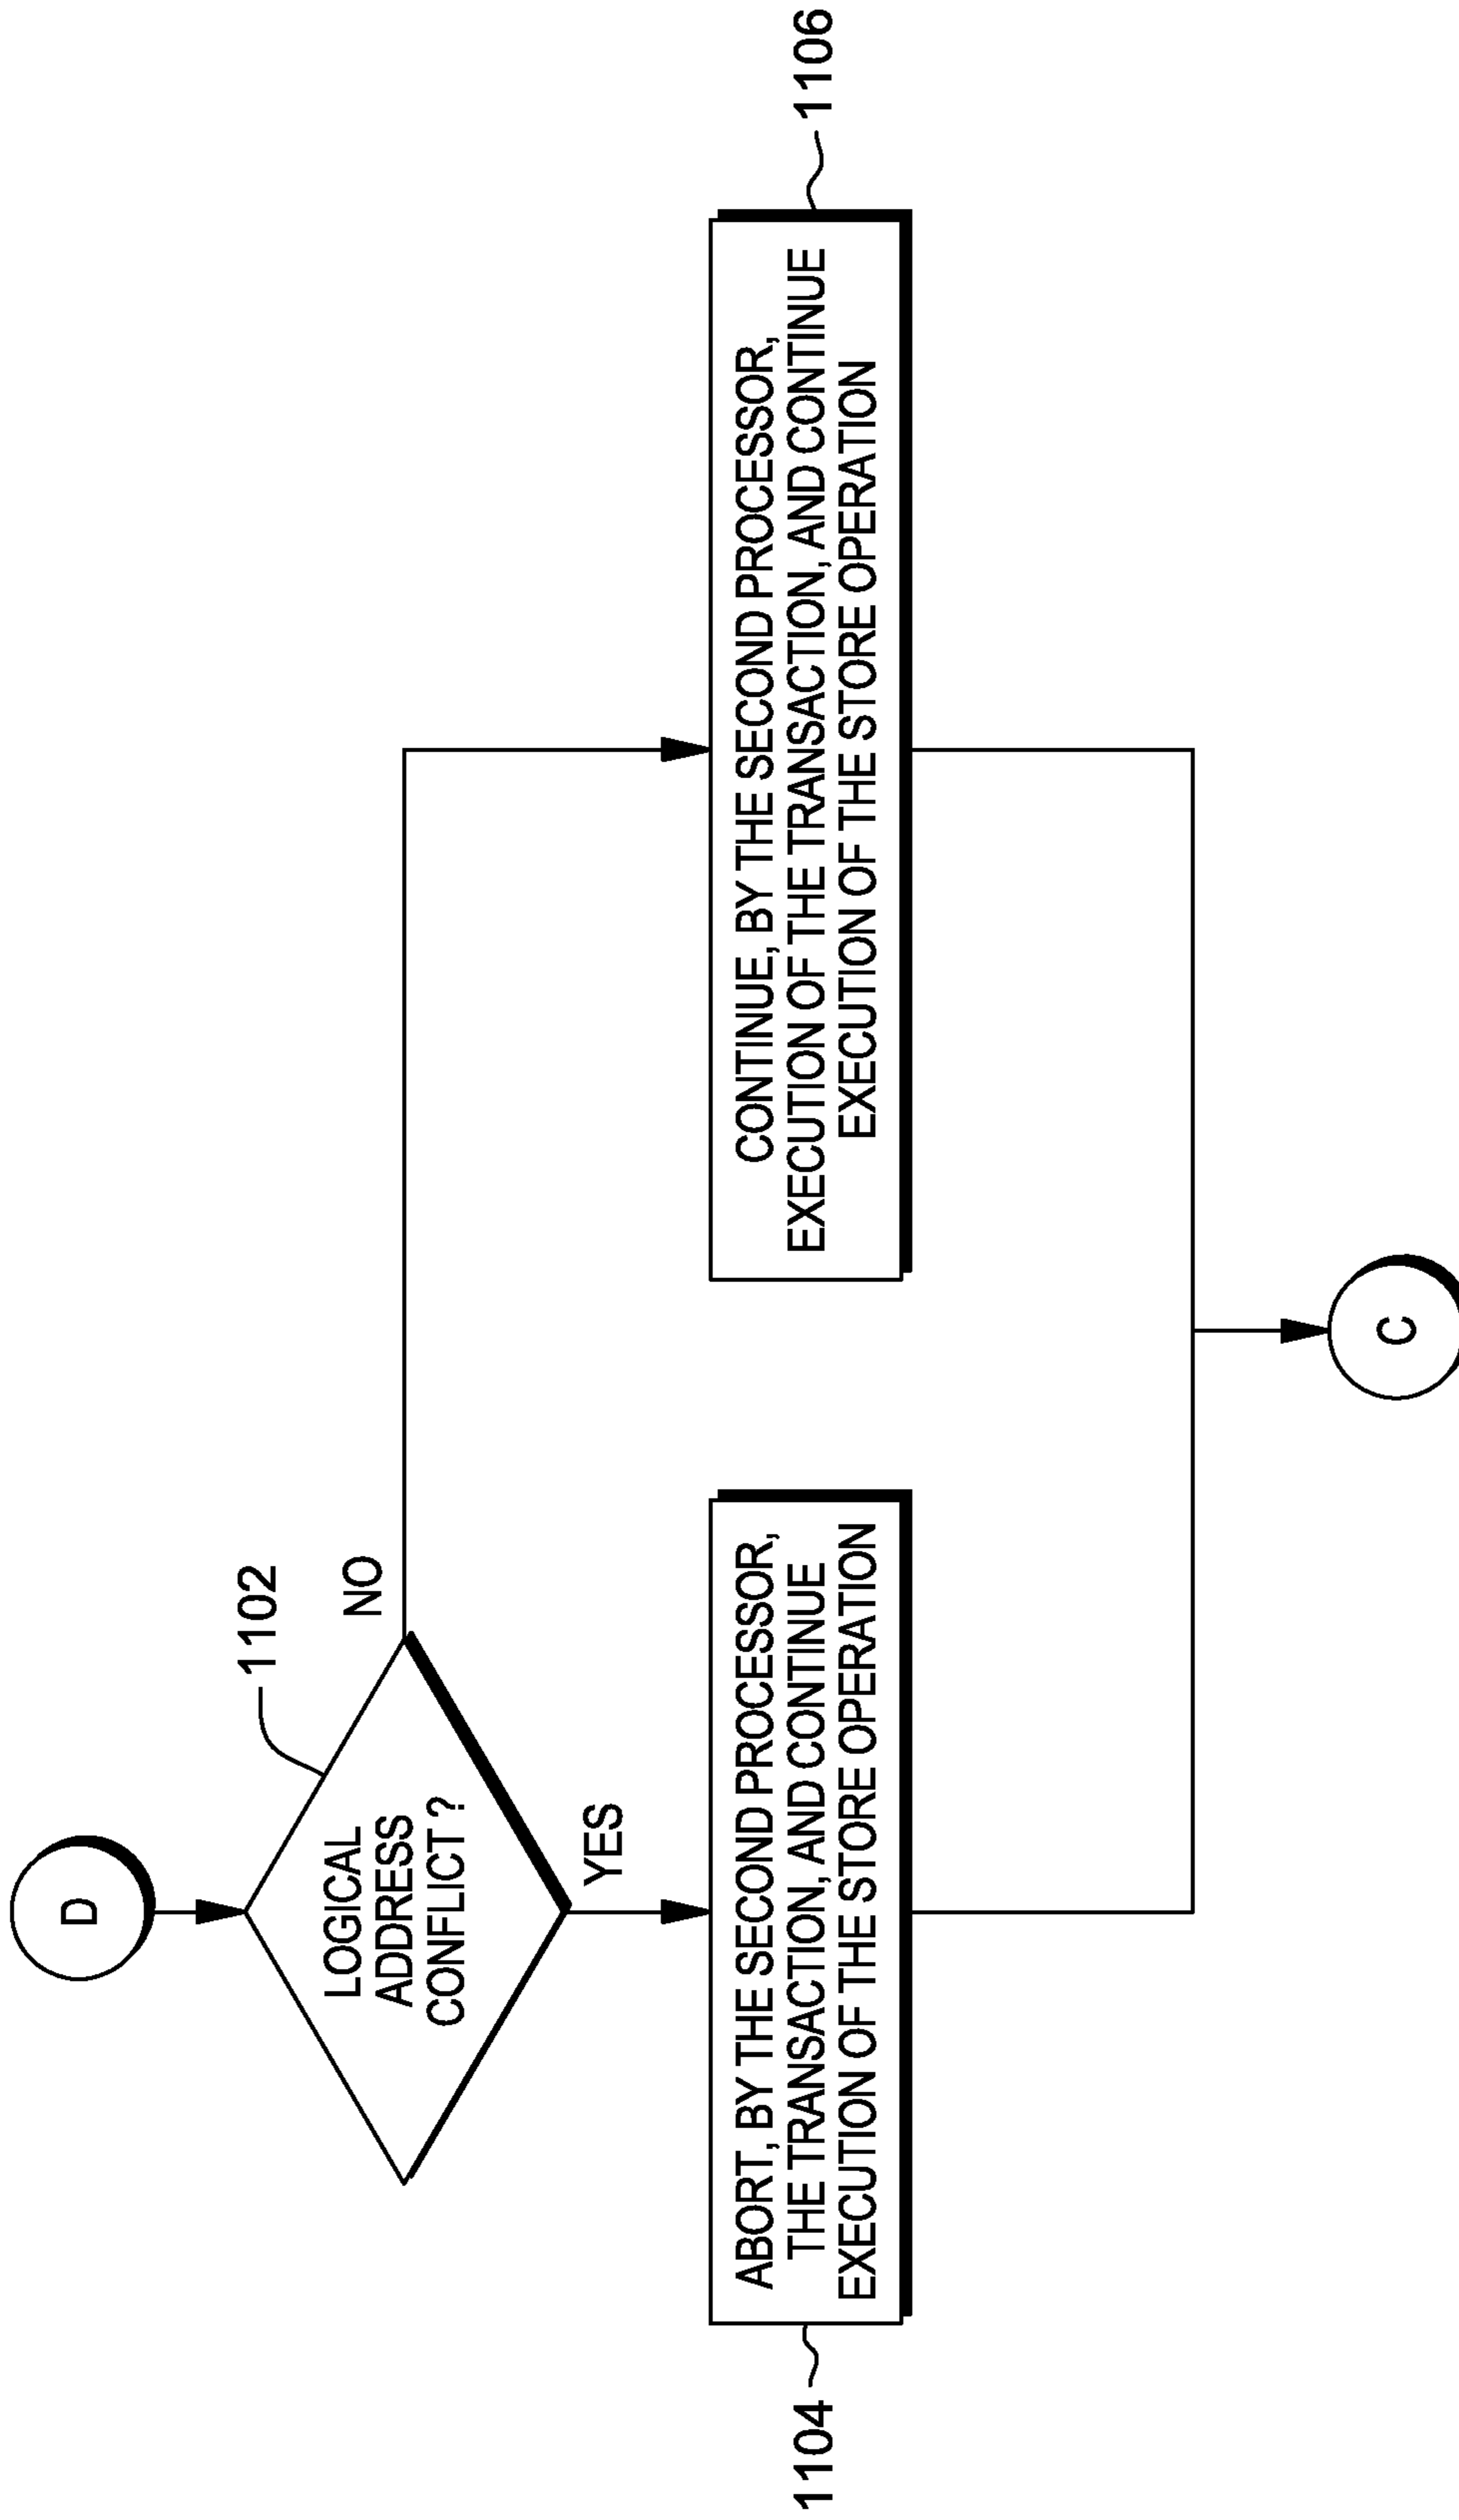 D
1102
LOGICAL
ADDRESS
CONFLICT ?
NO
YES
1104
ABORT, BY THE SECOND PROCESSOR,
THE TRANSACTION, AND CONTINUE
EXECUTION OF THE STORE OPERATION
CONTINUE, BY THE SECOND PROCESSOR,
EXECUTION OF THE TRANSACTION, AND CONTINUE
EXECUTION OF THE STORE OPERATION
1106
C